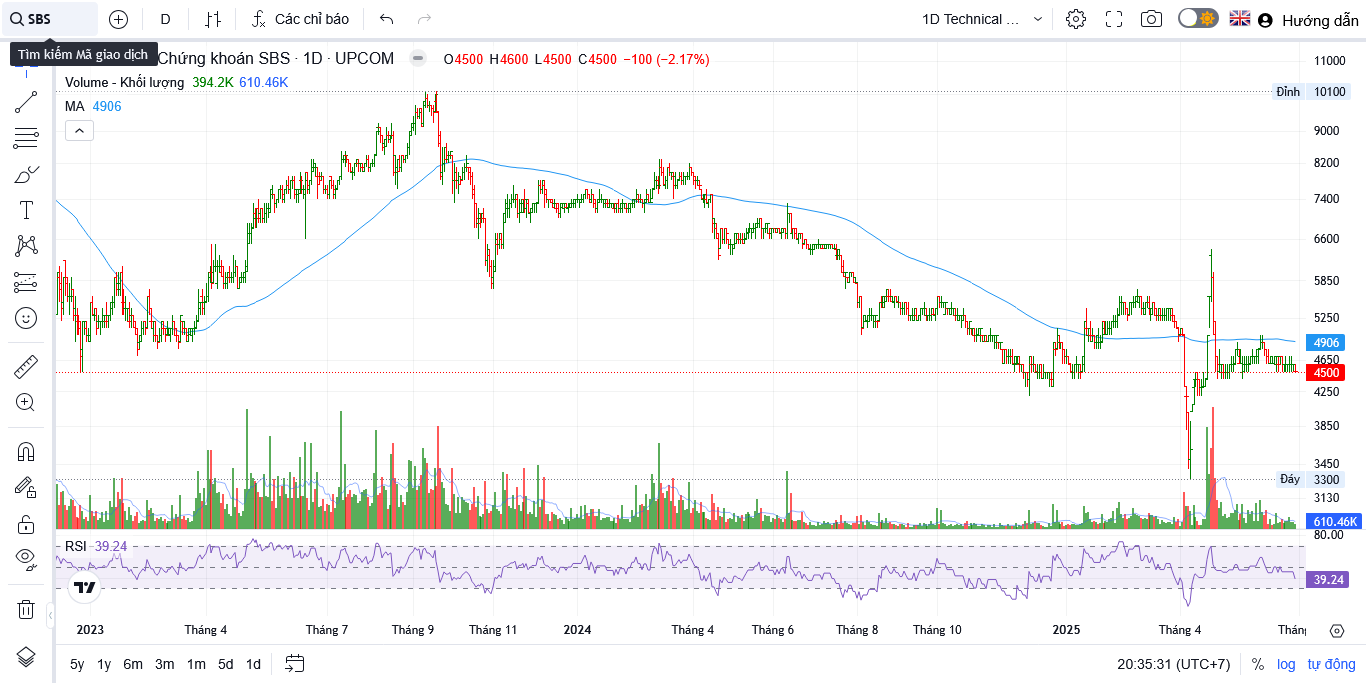 SBS
D
Các chỉ báo
1D Technical ...
Hướng dẫn
Tìm kiếm Mã giao dịch
Chứng khoán SBS · 1D · UPCOM
O4500 H4600 L4500 C4500 −100 (−2.17%)
Volume - Khối lượng 394.2K 610.46K
MA 4906
11000
Đỉnh 10100
9000
8200
7400
6600
5850
5250
4906
4650
4500
4250
3850
3450
Đáy 3300
3130
610.46K
80.00
RSI 39.24
39.24
2023 Tháng 4 Tháng 7 Tháng 9 Tháng 11 2024 Tháng 4 Tháng 6 Tháng 8 Tháng 10 2025 Tháng 4
5y 1y 6m 3m 1m 5d 1d
20:35:31 (UTC+7) % log tự động